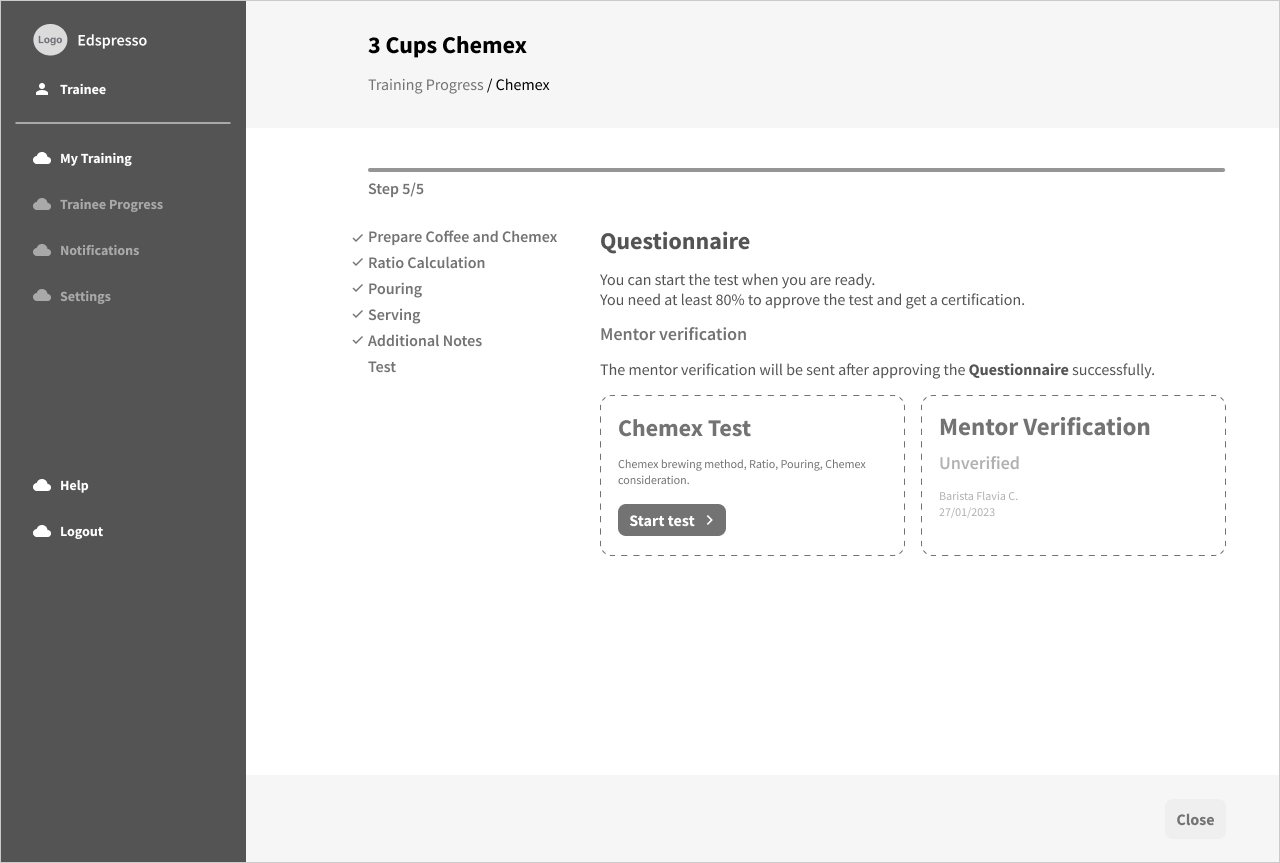 Logo
Edspresso
Trainee
My Training
Trainee Progress
Notifications
Settings
Help
Logout
3 Cups Chemex
Training Progress / Chemex
Step 5/5
Prepare Coffee and Chemex
Ratio Calculation
Pouring
Serving
Additional Notes
Test
Questionnaire
You can start the test when you are ready.
You need at least 80% to approve the test and get a certification.
Mentor verification
The mentor verification will be sent after approving the Questionnaire successfully.
Chemex Test
Chemex brewing method, Ratio, Pouring, Chemex
consideration.
Start test
Mentor Verification
Unverified
Barista Flavia C.
27/01/2023
Close